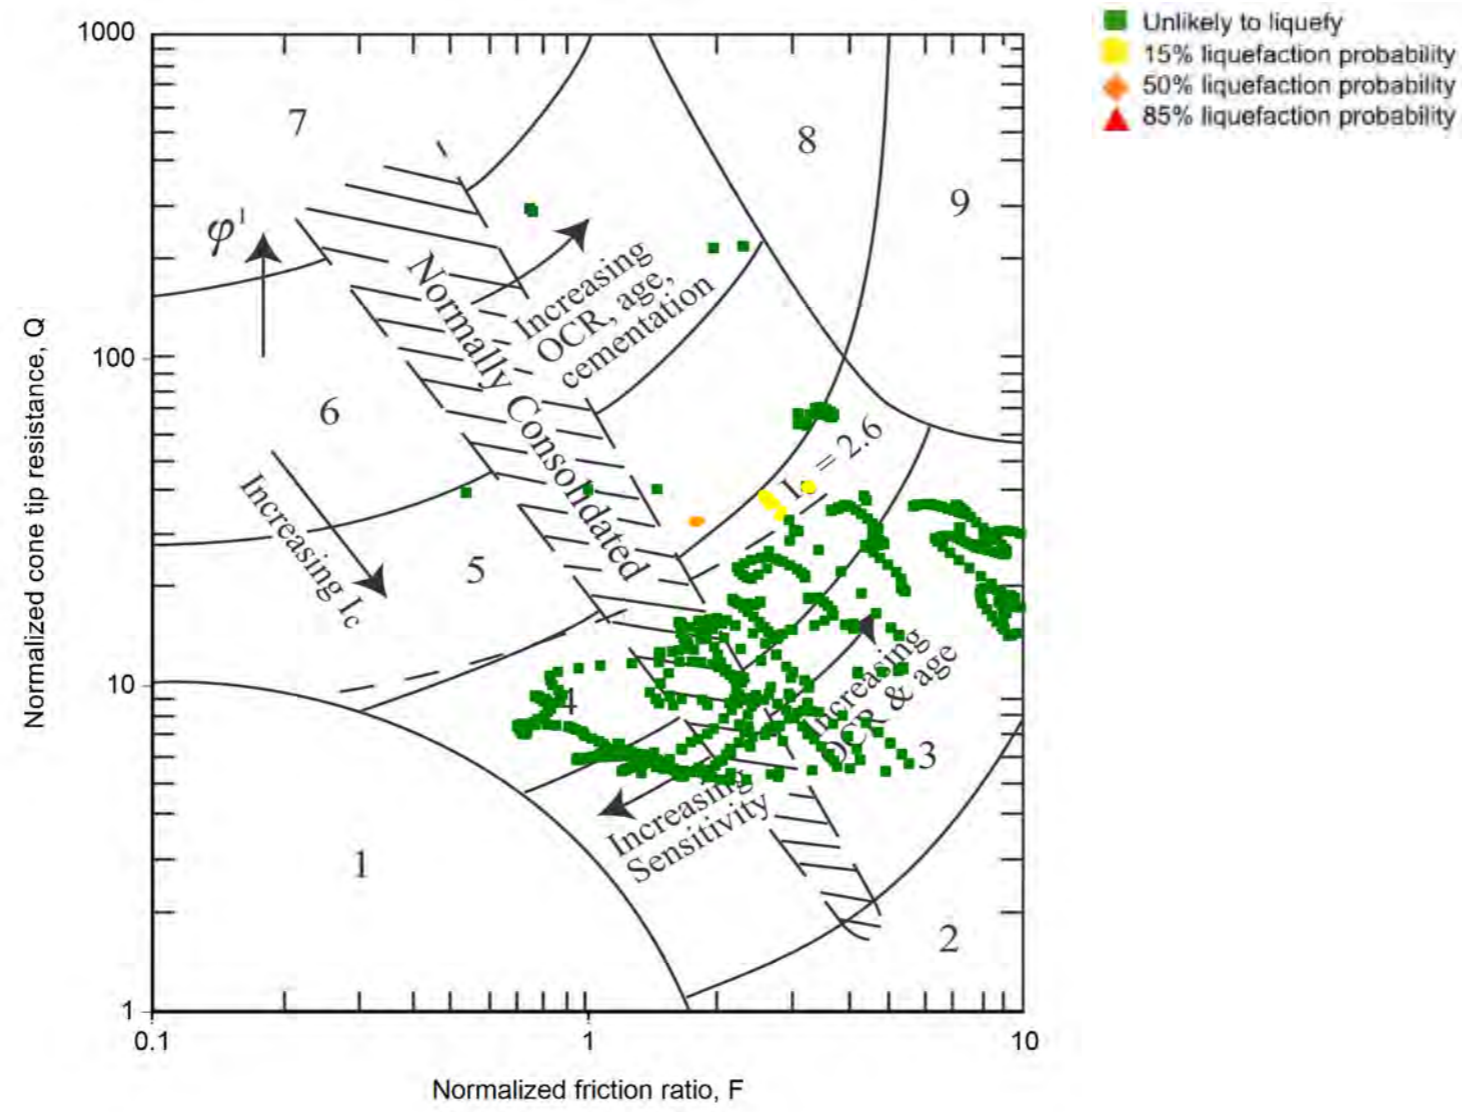 Unlikely to liquefy
15% liquefaction probability
50% liquefaction probability
85% liquefaction probability
1000
100
10
1
0.1
1
10
Normalized cone tip resistance, Q
Normalized friction ratio, F
7
8
9
φ'
6
5
4
3
2
1
Normally Consolidated
Increasing
OCR, age,
cementation
Increasing Ic
= 2.6
Increasing
OCR & age
Increasing
Sensitivity